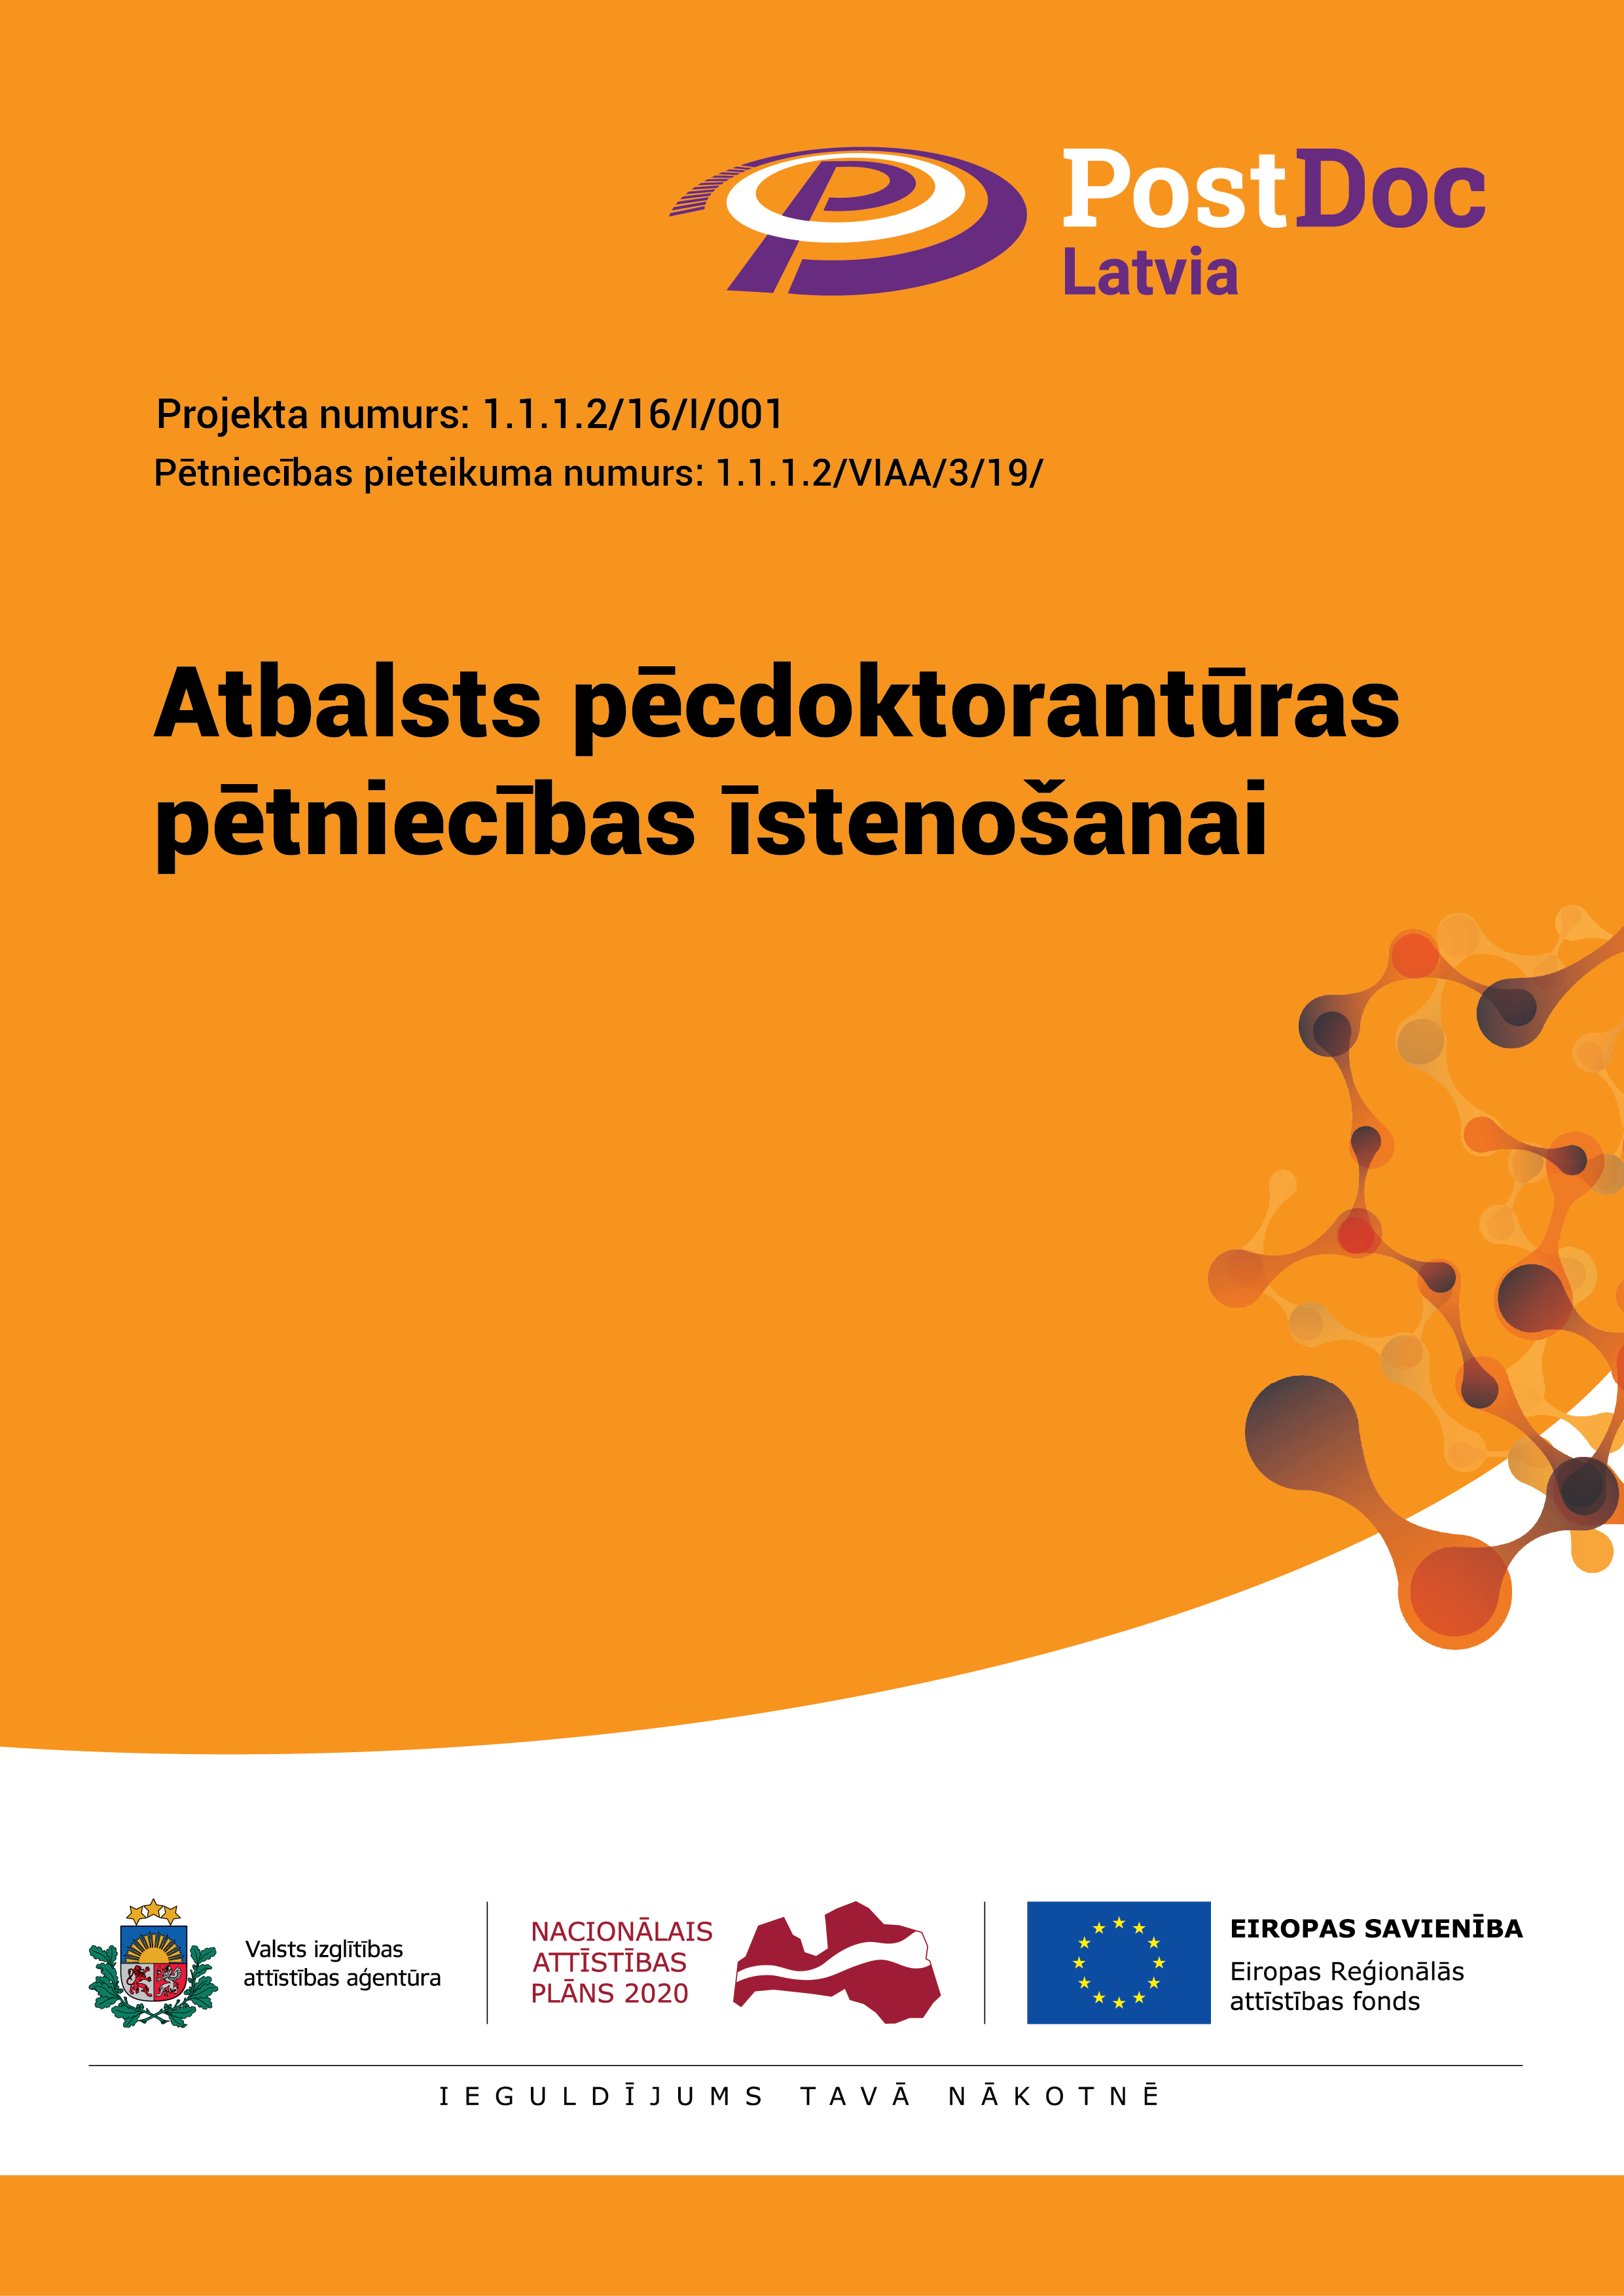 PostDoc
Latvia
Projekta numurs: 1.1.1.2/16/I/001
Pētniecības pieteikuma numurs: 1.1.1.2/VIAA/3/19/
Atbalsts pēcdoktorantūras
pētniecības īstenošanai
Valsts izglītības
attīstības aģentūra
NACIONĀLAIS
ATTĪSTĪBAS
PLĀNS 2020
EIROPAS SAVIENĪBA
Eiropas Reģionālās
attīstības fonds
IEGULDĪJUMS TAVĀ NĀKOTNĒ